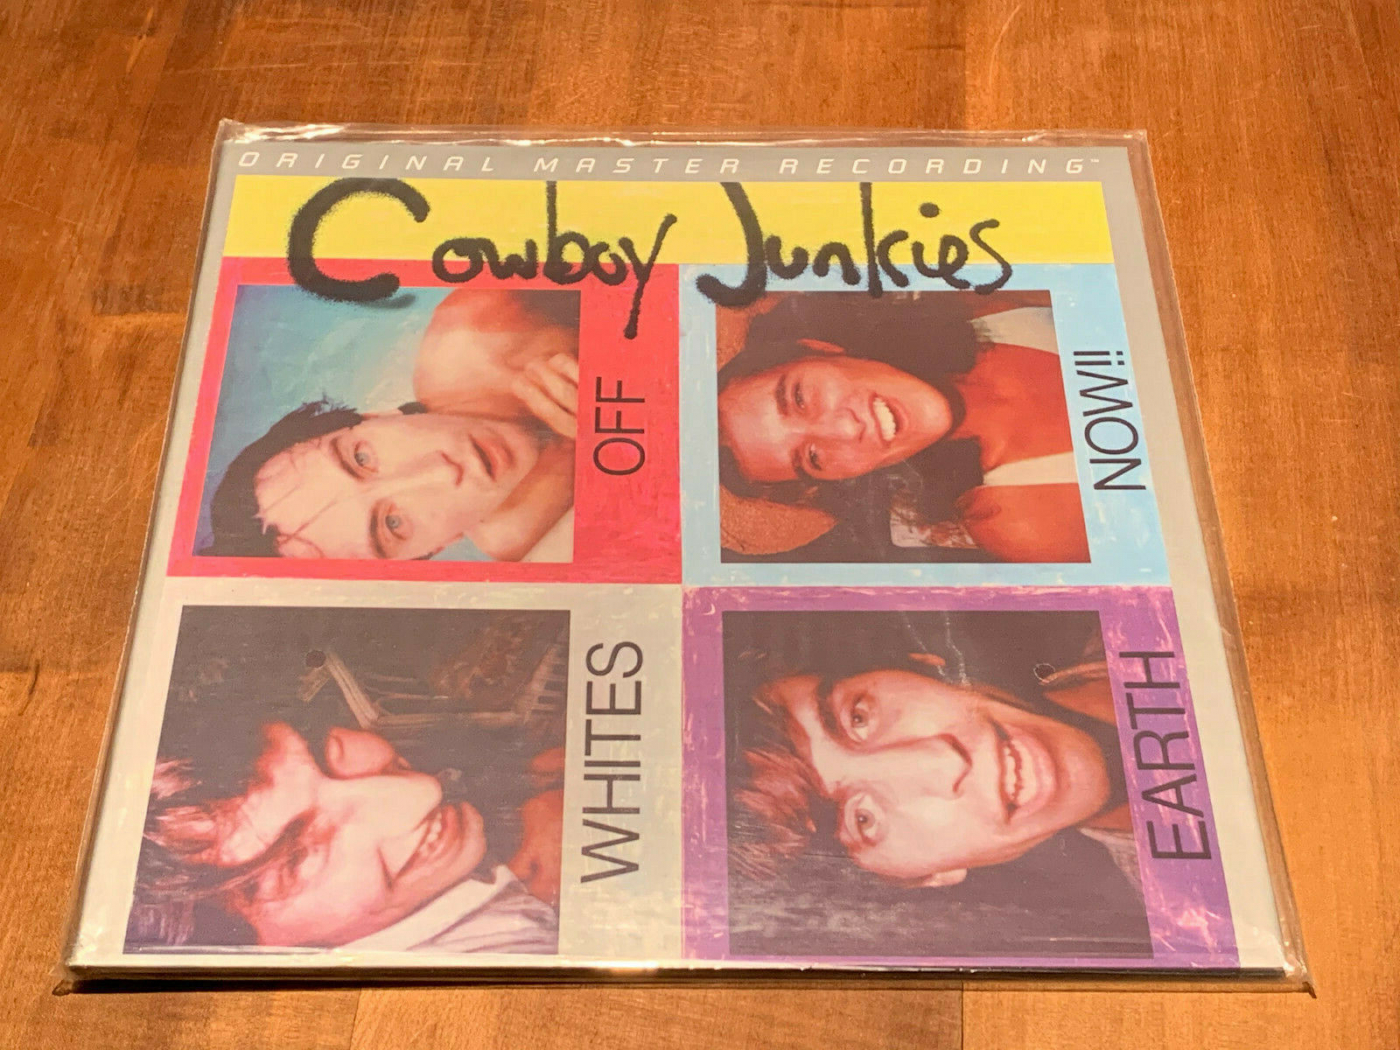 ORIGINAL MASTER RECORDING™
Cowboy Junkies
OFF
NOW!!
WHITES
EARTH